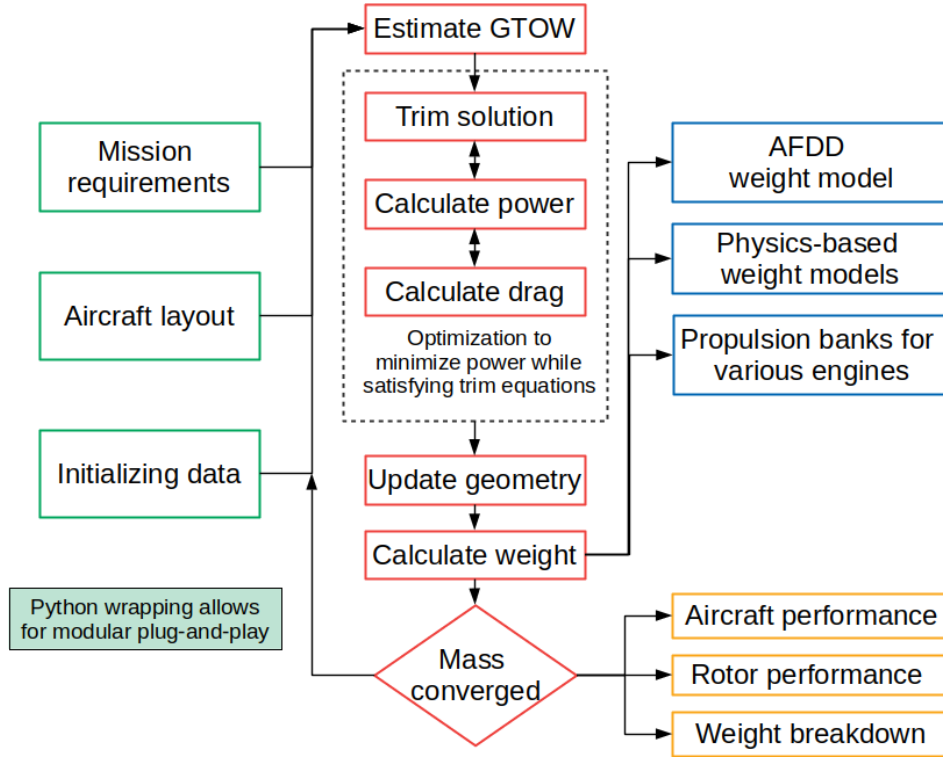 Estimate GTOW
Trim solution
Calculate power
Calculate drag
Optimization to
minimize power while
satisfying trim equations
Mission
requirements
Aircraft layout
Initializing data
AFDD
weight model
Physics-based
weight models
Propulsion banks for
various engines
Update geometry
Calculate weight
Python wrapping allows
for modular plug-and-play
Mass
converged
Aircraft performance
Rotor performance
Weight breakdown